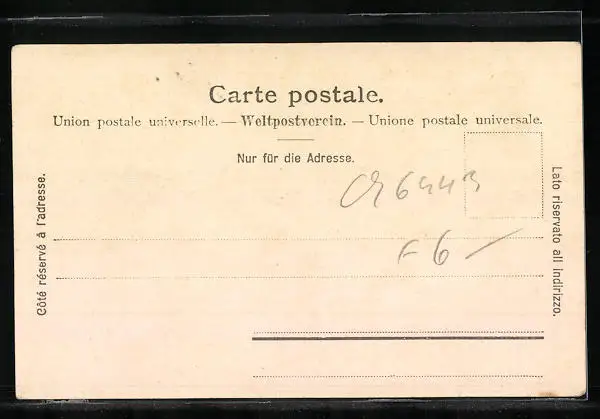 Carte postale.
Union postale universelle. — Weltpostverein. — Unione postale universale.
Nur für die Adresse.
Côté réservé à l'adresse.
Lato riservato all indirizzo.
F 6 —